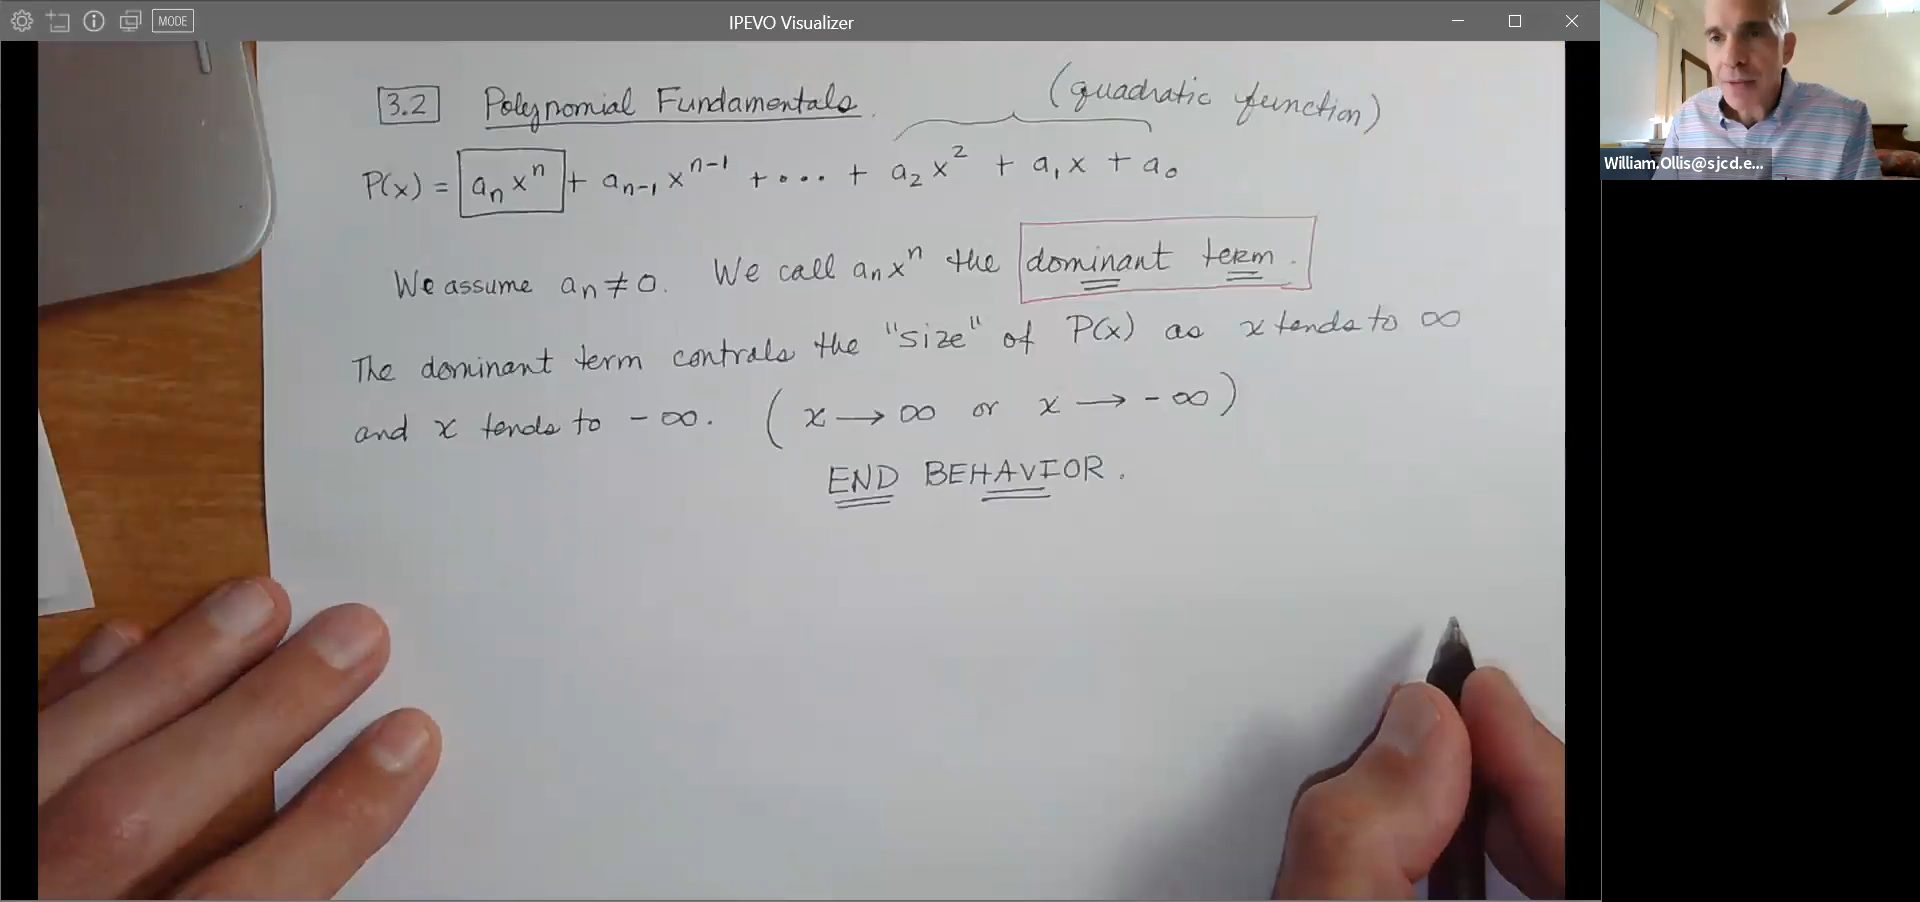 MODE
IPEVO Visualizer
3.2 Polynomial Fundamentals. (quadratic function)
P(x) = aₙxⁿ + aₙ₋₁xⁿ⁻¹ + ... + a₂x² + a₁x + a₀
We assume aₙ ≠ 0. We call aₙxⁿ the dominant term.
The dominant term controls the "size" of P(x) as x tends to ∞
and x tends to -∞. (x → ∞ or x → -∞)
END BEHAVIOR.
William.Ollis@sjcd.e...